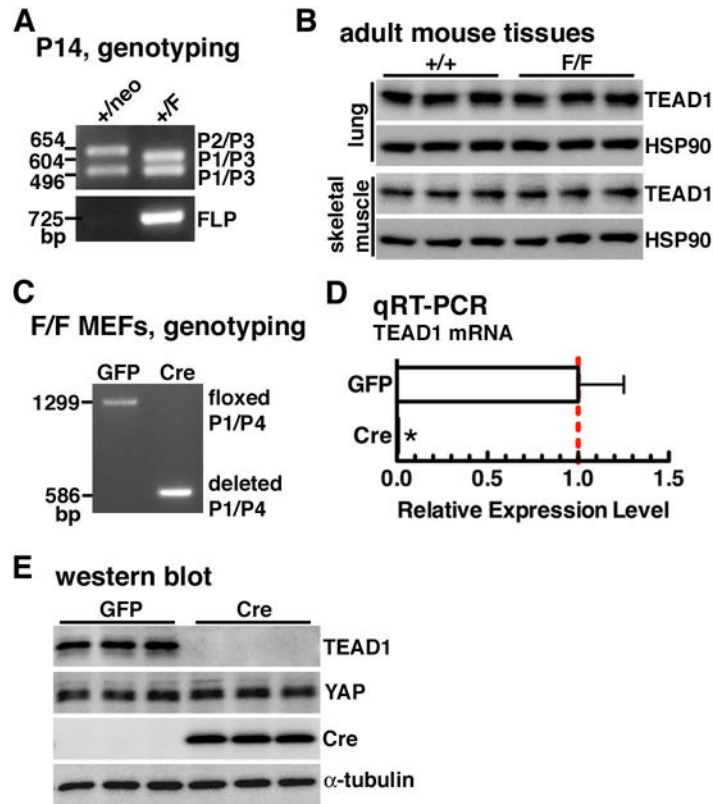 A
P14, genotyping
+/neo
+/F
654
604
496
P2/P3
P1/P3
P1/P3
725
bp
FLP
B
adult mouse tissues
+/+
F/F
lung
TEAD1
HSP90
skeletal
muscle
TEAD1
HSP90
C
F/F MEFs, genotyping
GFP
Cre
1299
floxed
P1/P4
586
bp
deleted
P1/P4
D
qRT-PCR
TEAD1 mRNA
GFP
Cre
*
0.0
0.5
1.0
1.5
Relative Expression Level
E
western blot
GFP
Cre
TEAD1
YAP
Cre
α-tubulin